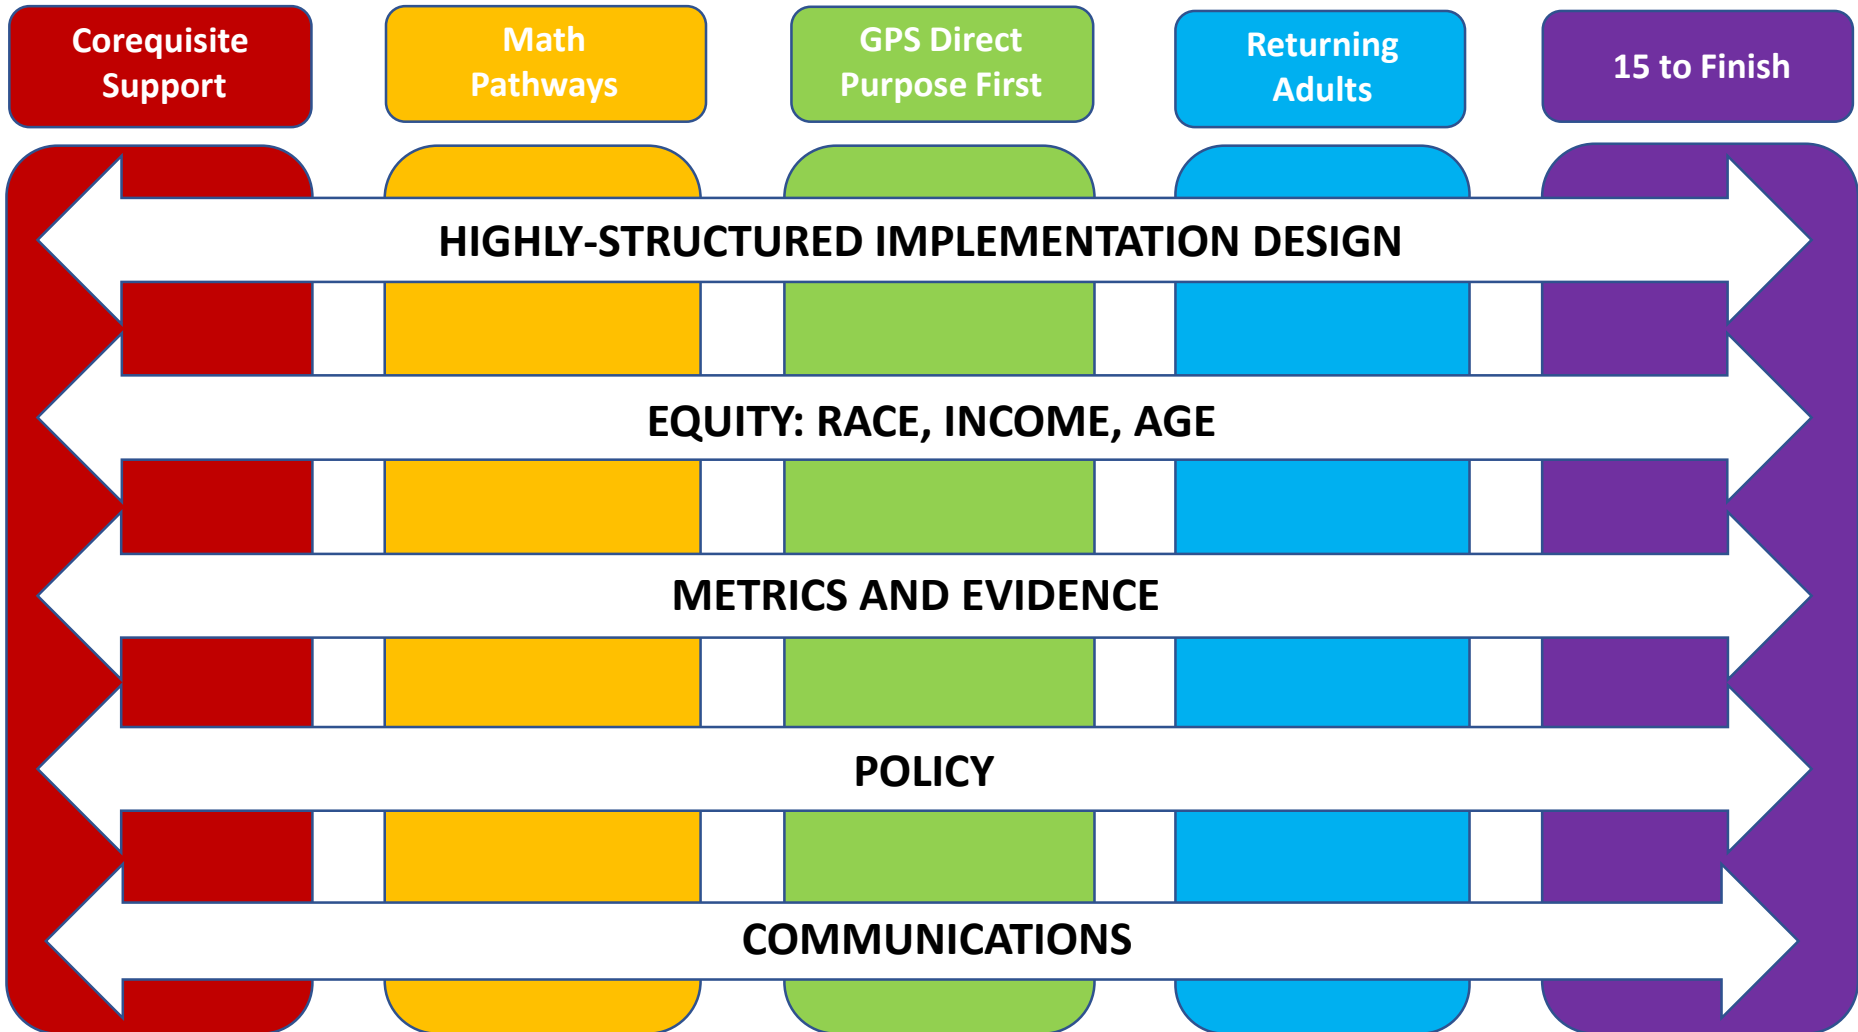 Corequisite
Support
Math
Pathways
GPS Direct
Purpose First
Returning
Adults
15 to Finish
HIGHLY-STRUCTURED IMPLEMENTATION DESIGN
EQUITY: RACE, INCOME, AGE
METRICS AND EVIDENCE
POLICY
COMMUNICATIONS